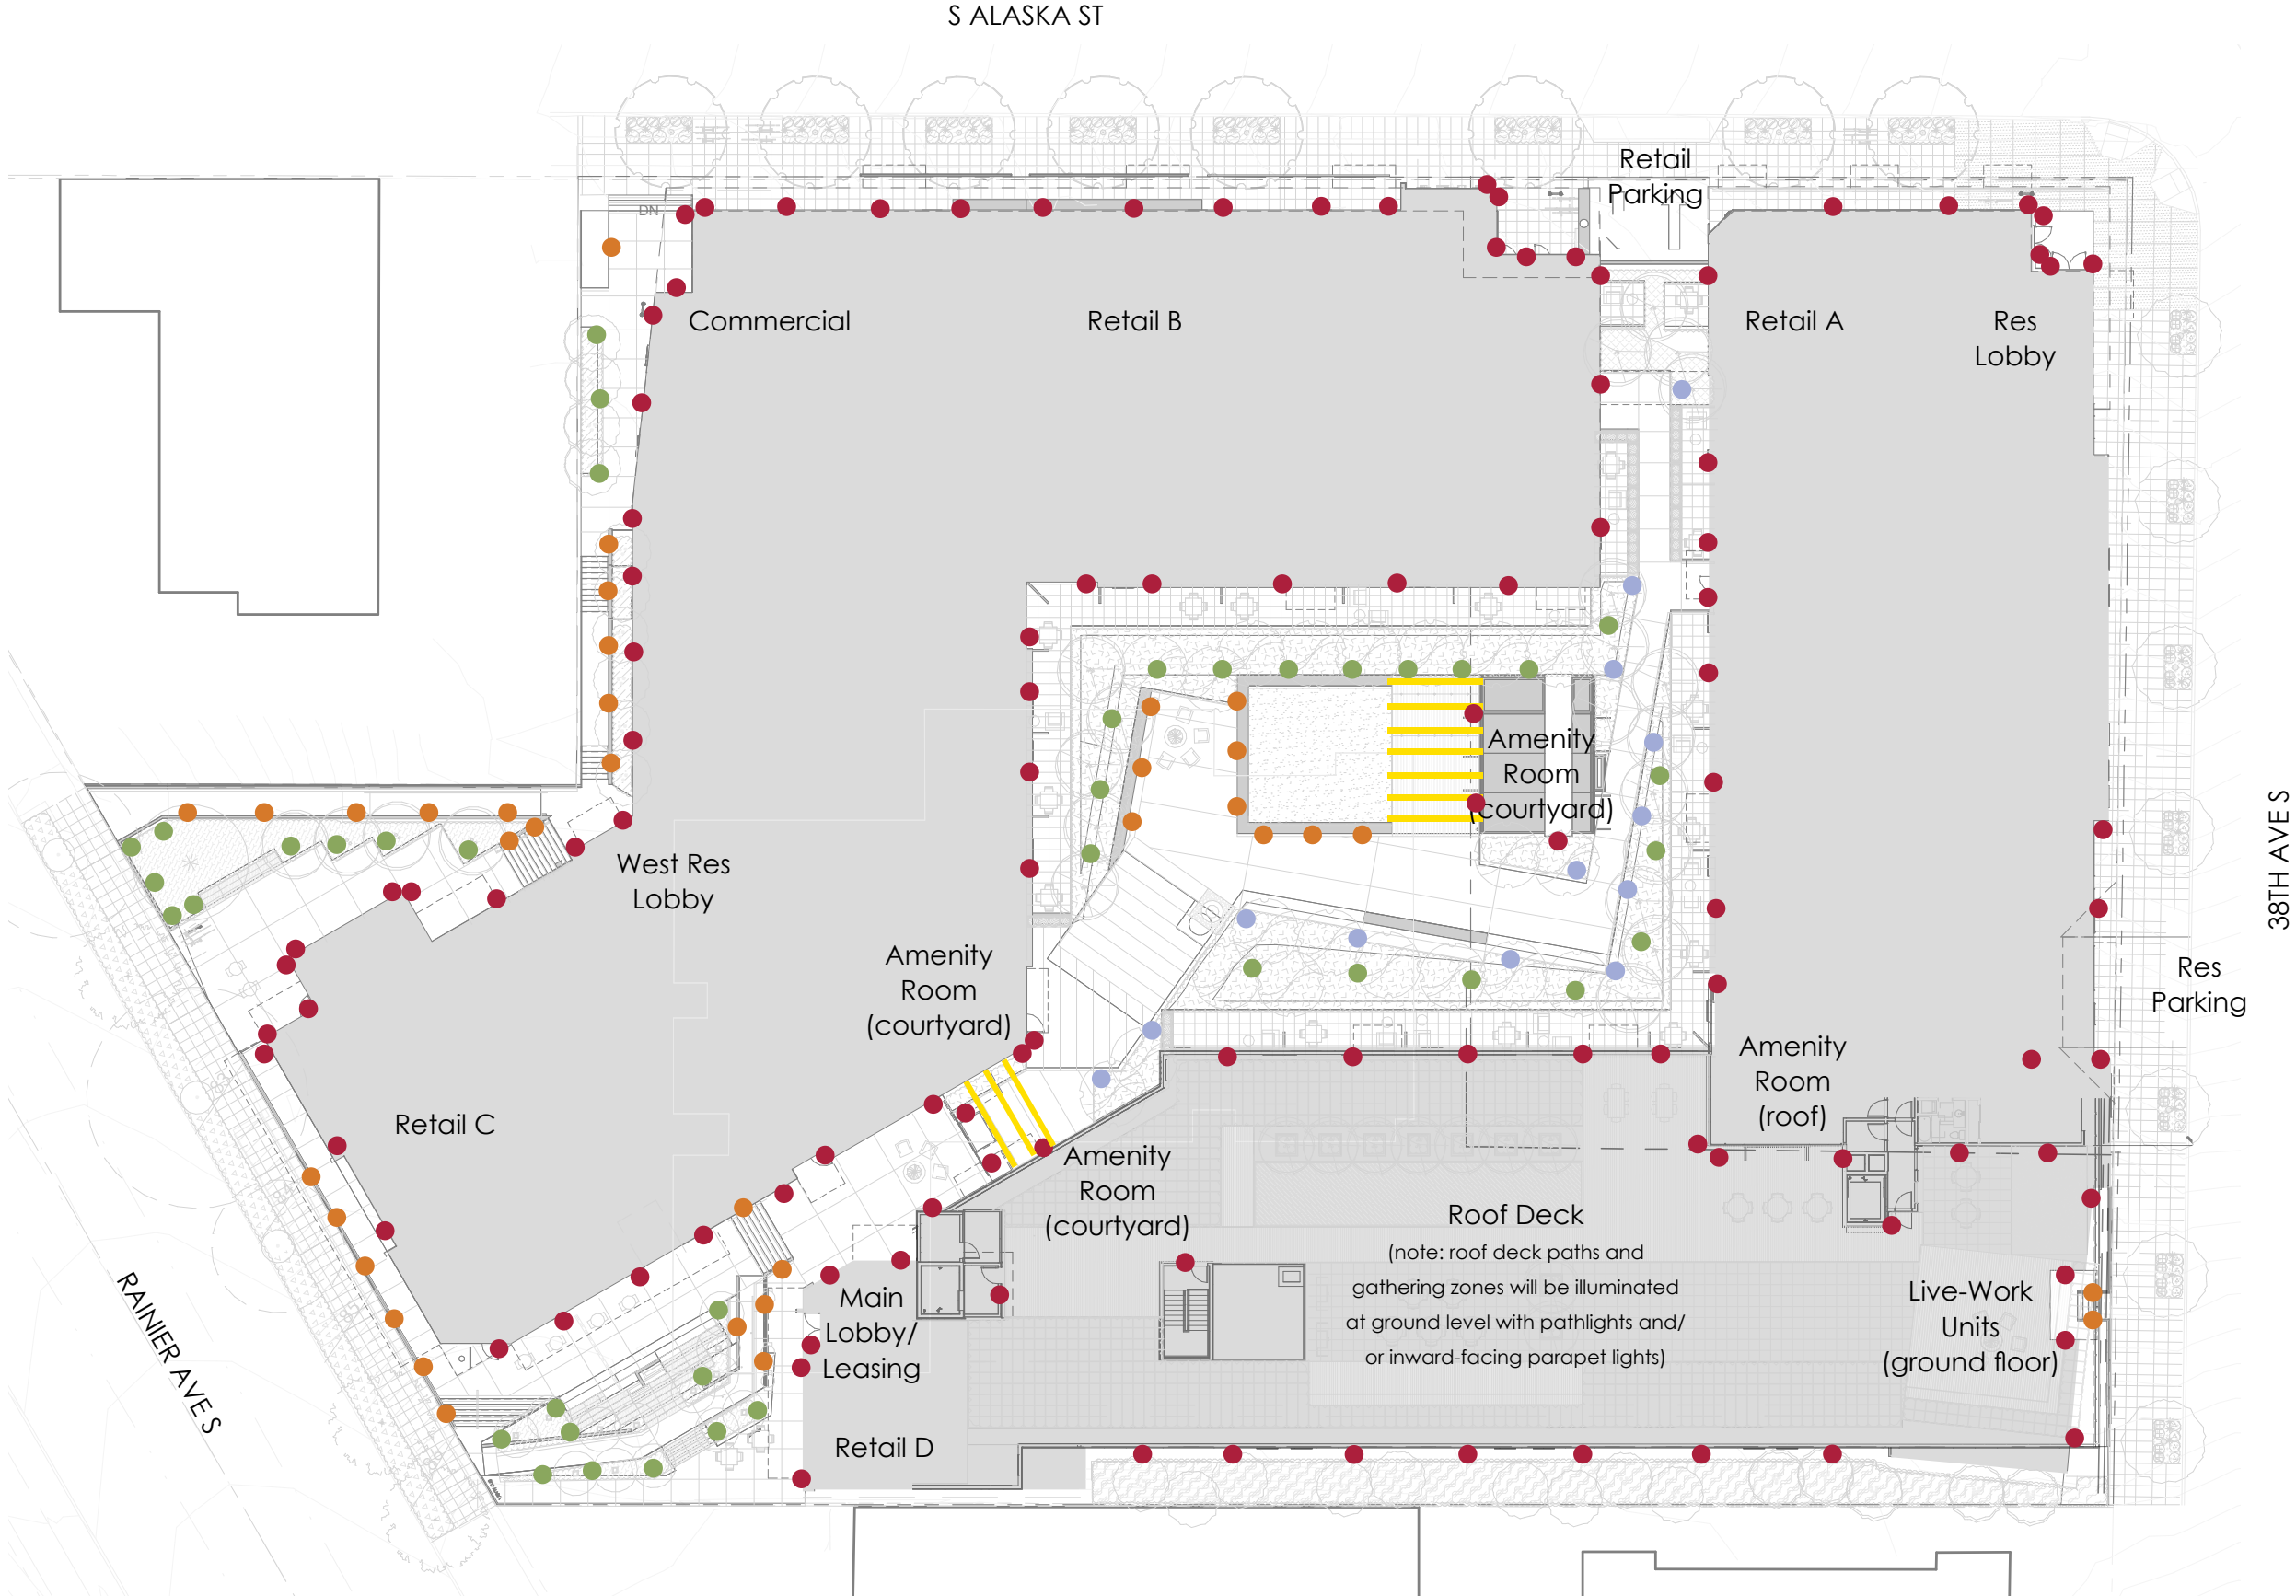 S ALASKA ST
Retail
Parking
DN
Commercial
Retail B
Retail A
Res
Lobby
Amenity
Room
(courtyard)
38TH AVE S
West Res
Lobby
Amenity
Room
(courtyard)
Res
Parking
Amenity
Room
(roof)
Retail C
Amenity
Room
(courtyard)
Roof Deck
(note: roof deck paths and
gathering zones will be illuminated
at ground level with pathlights and/
or inward-facing parapet lights)
Main
Lobby/
Leasing
Live-Work
Units
(ground floor)
RAINIER AVE S
Retail D